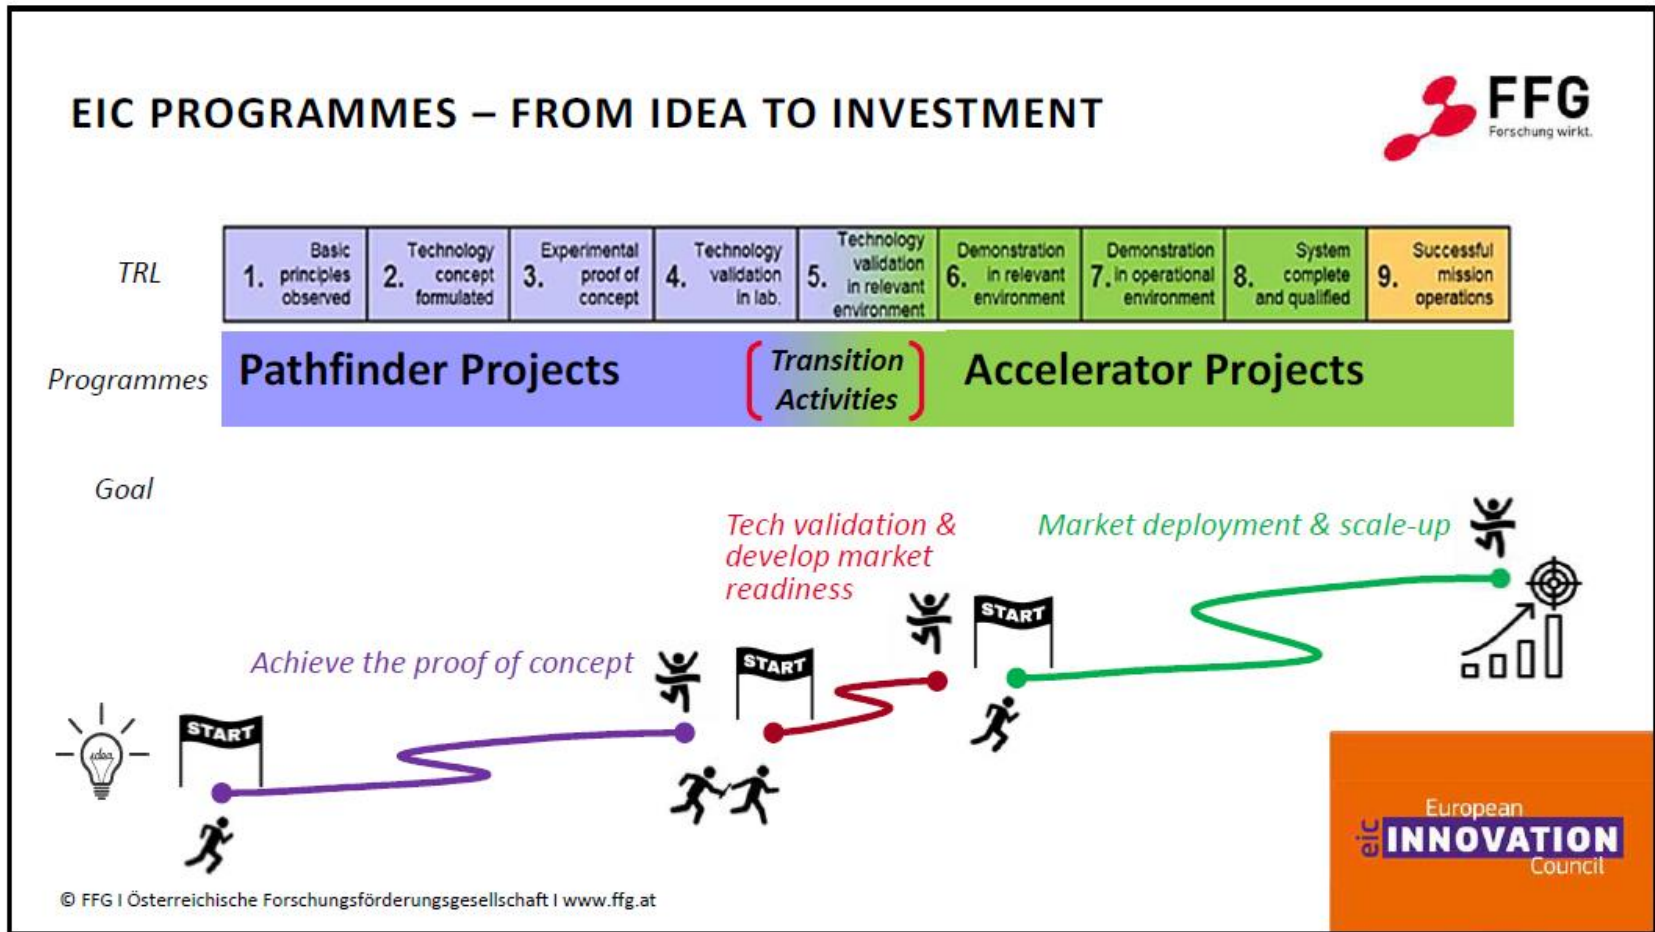 EIC PROGRAMMES – FROM IDEA TO INVESTMENT
FFG
Forschung wirkt.
TRL
1. Basic
principles
observed
2. Technology
concept
formulated
3. Experimental
proof of
concept
4. Technology
validation
in lab.
5. Technology
validation
in relevant
environment
6. Demonstration
in relevant
environment
7. Demonstration
in operational
environment
8. System
complete
and qualified
9. Successful
mission
operations
Programmes
Pathfinder Projects
Transition
Activities
Accelerator Projects
Goal
Tech validation &
develop market
readiness
Market deployment & scale-up
START
Achieve the proof of concept
START
START
idea
European
eic INNOVATION
Council
© FFG I Österreichische Forschungsförderungsgesellschaft I www.ffg.at